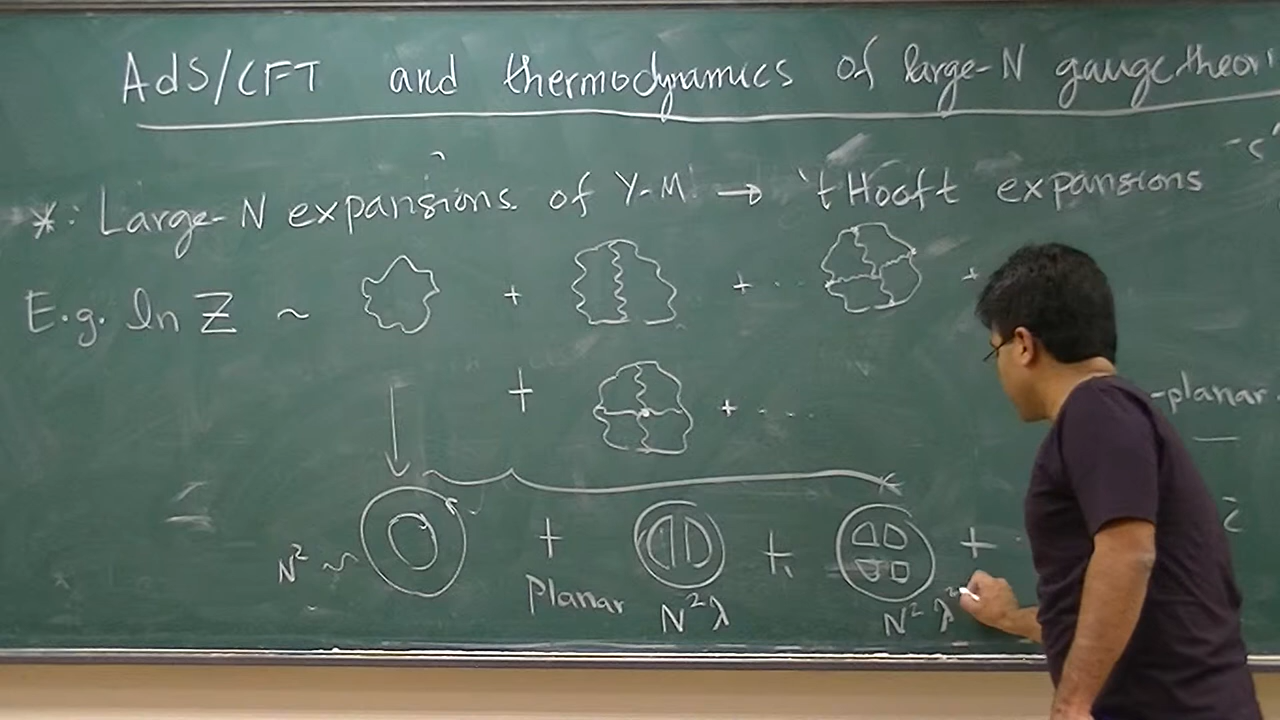 AdS/CFT and thermodynamics of large-N gauge theori
*: Large-N expansions of Y-M → 't Hooft expansions
E.g. ln Z ~ + + ... +
-planar
+ + ....
N² ~ + + + .
Planar N²λ N²λ²